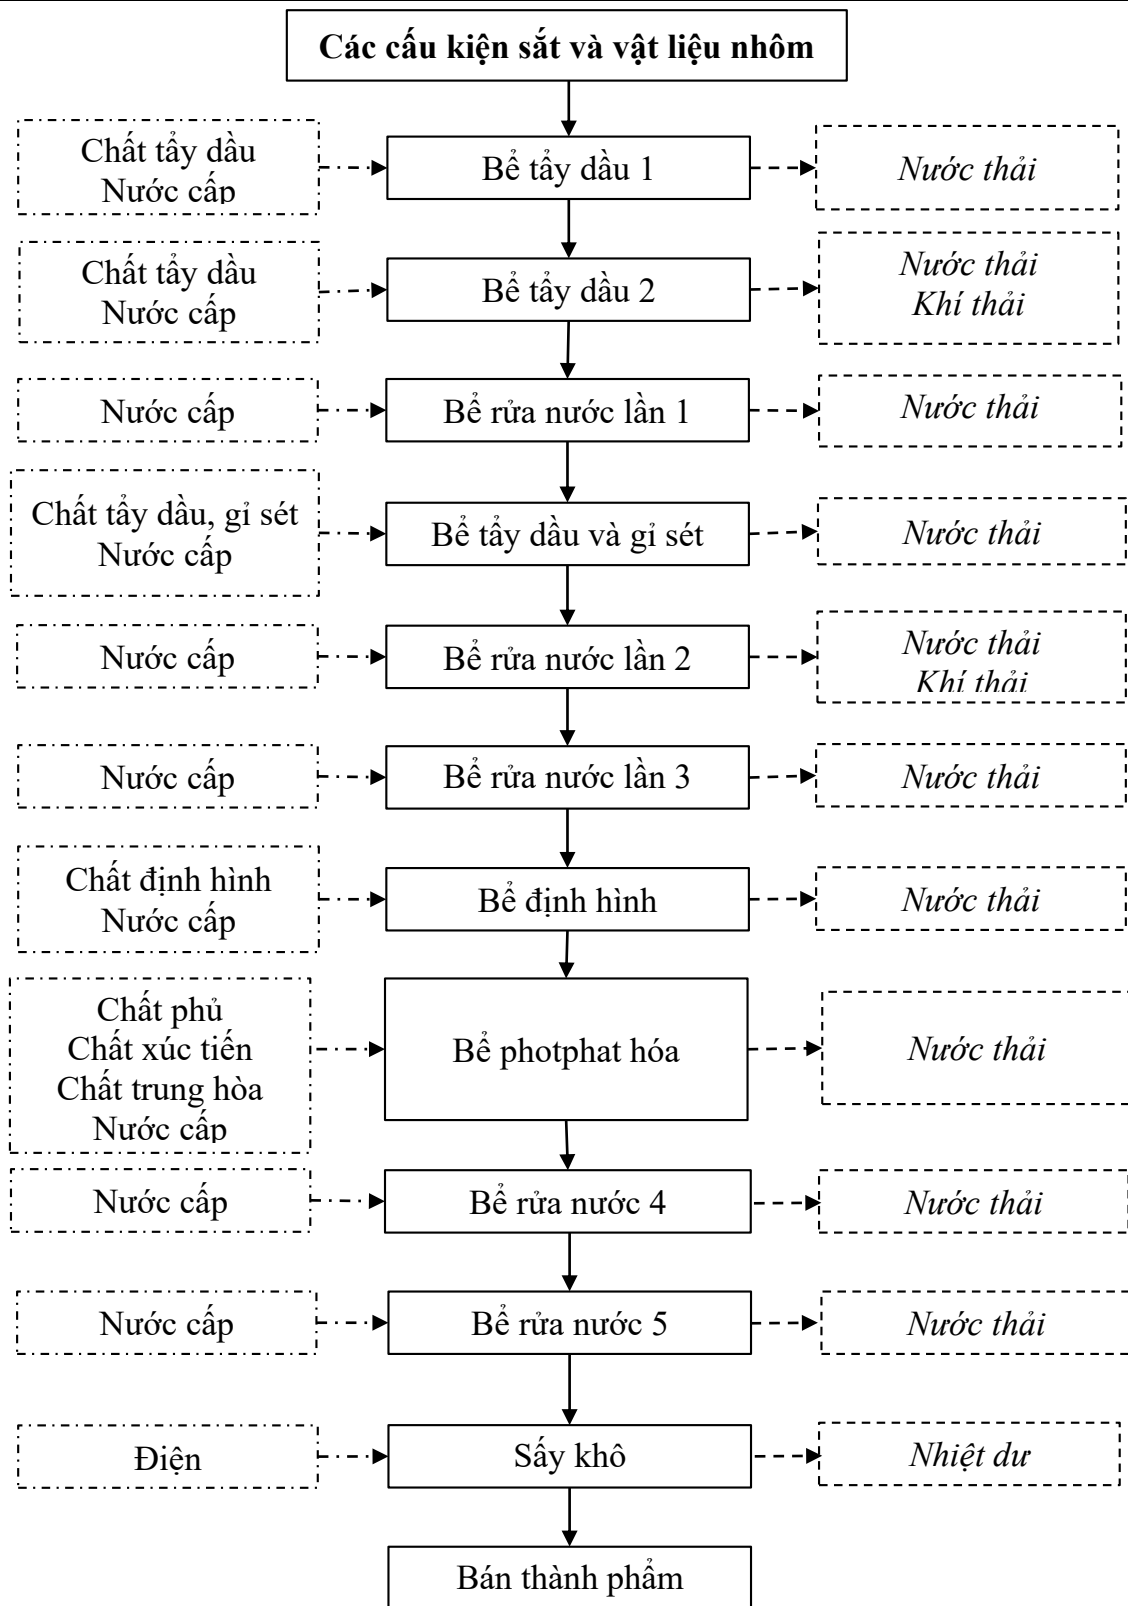 Các cấu kiện sắt và vật liệu nhôm
Chất tẩy dầu
Nước cấp
Bể tẩy dầu 1
Nước thải
Chất tẩy dầu
Nước cấp
Bể tẩy dầu 2
Nước thải
Khí thải
Nước cấp
Bể rửa nước lần 1
Nước thải
Chất tẩy dầu, gỉ sét
Nước cấp
Bể tẩy dầu và gỉ sét
Nước thải
Nước cấp
Bể rửa nước lần 2
Nước thải
Khí thải
Nước cấp
Bể rửa nước lần 3
Nước thải
Chất định hình
Nước cấp
Bể định hình
Nước thải
Chất phủ
Chất xúc tiến
Chất trung hòa
Nước cấp
Bể photphat hóa
Nước thải
Nước cấp
Bể rửa nước 4
Nước thải
Nước cấp
Bể rửa nước 5
Nước thải
Điện
Sấy khô
Nhiệt dư
Bán thành phẩm